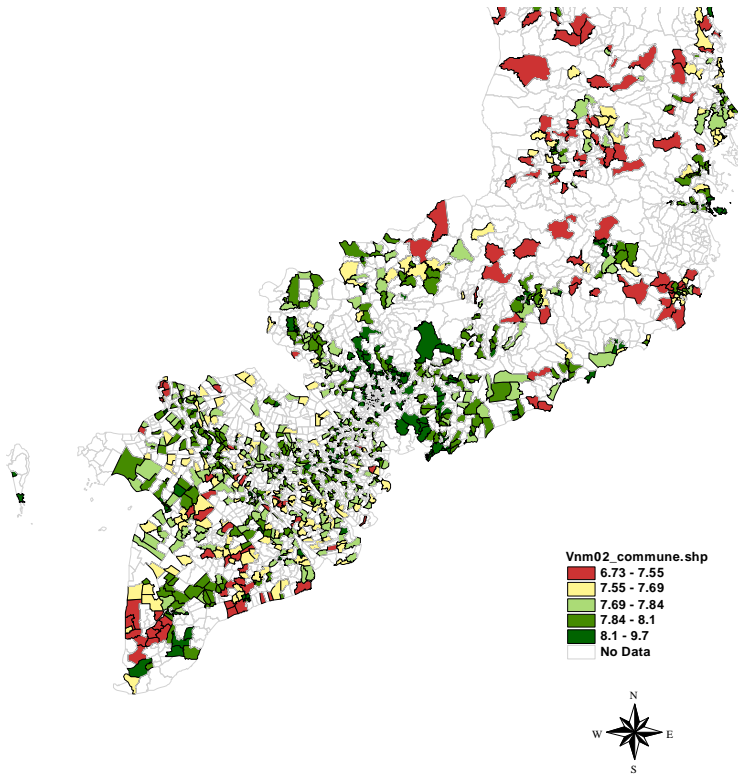 Vnm02_commune.shp
6.73 - 7.55
7.55 - 7.69
7.69 - 7.84
7.84 - 8.1
8.1 - 9.7
No Data
N
W E
S